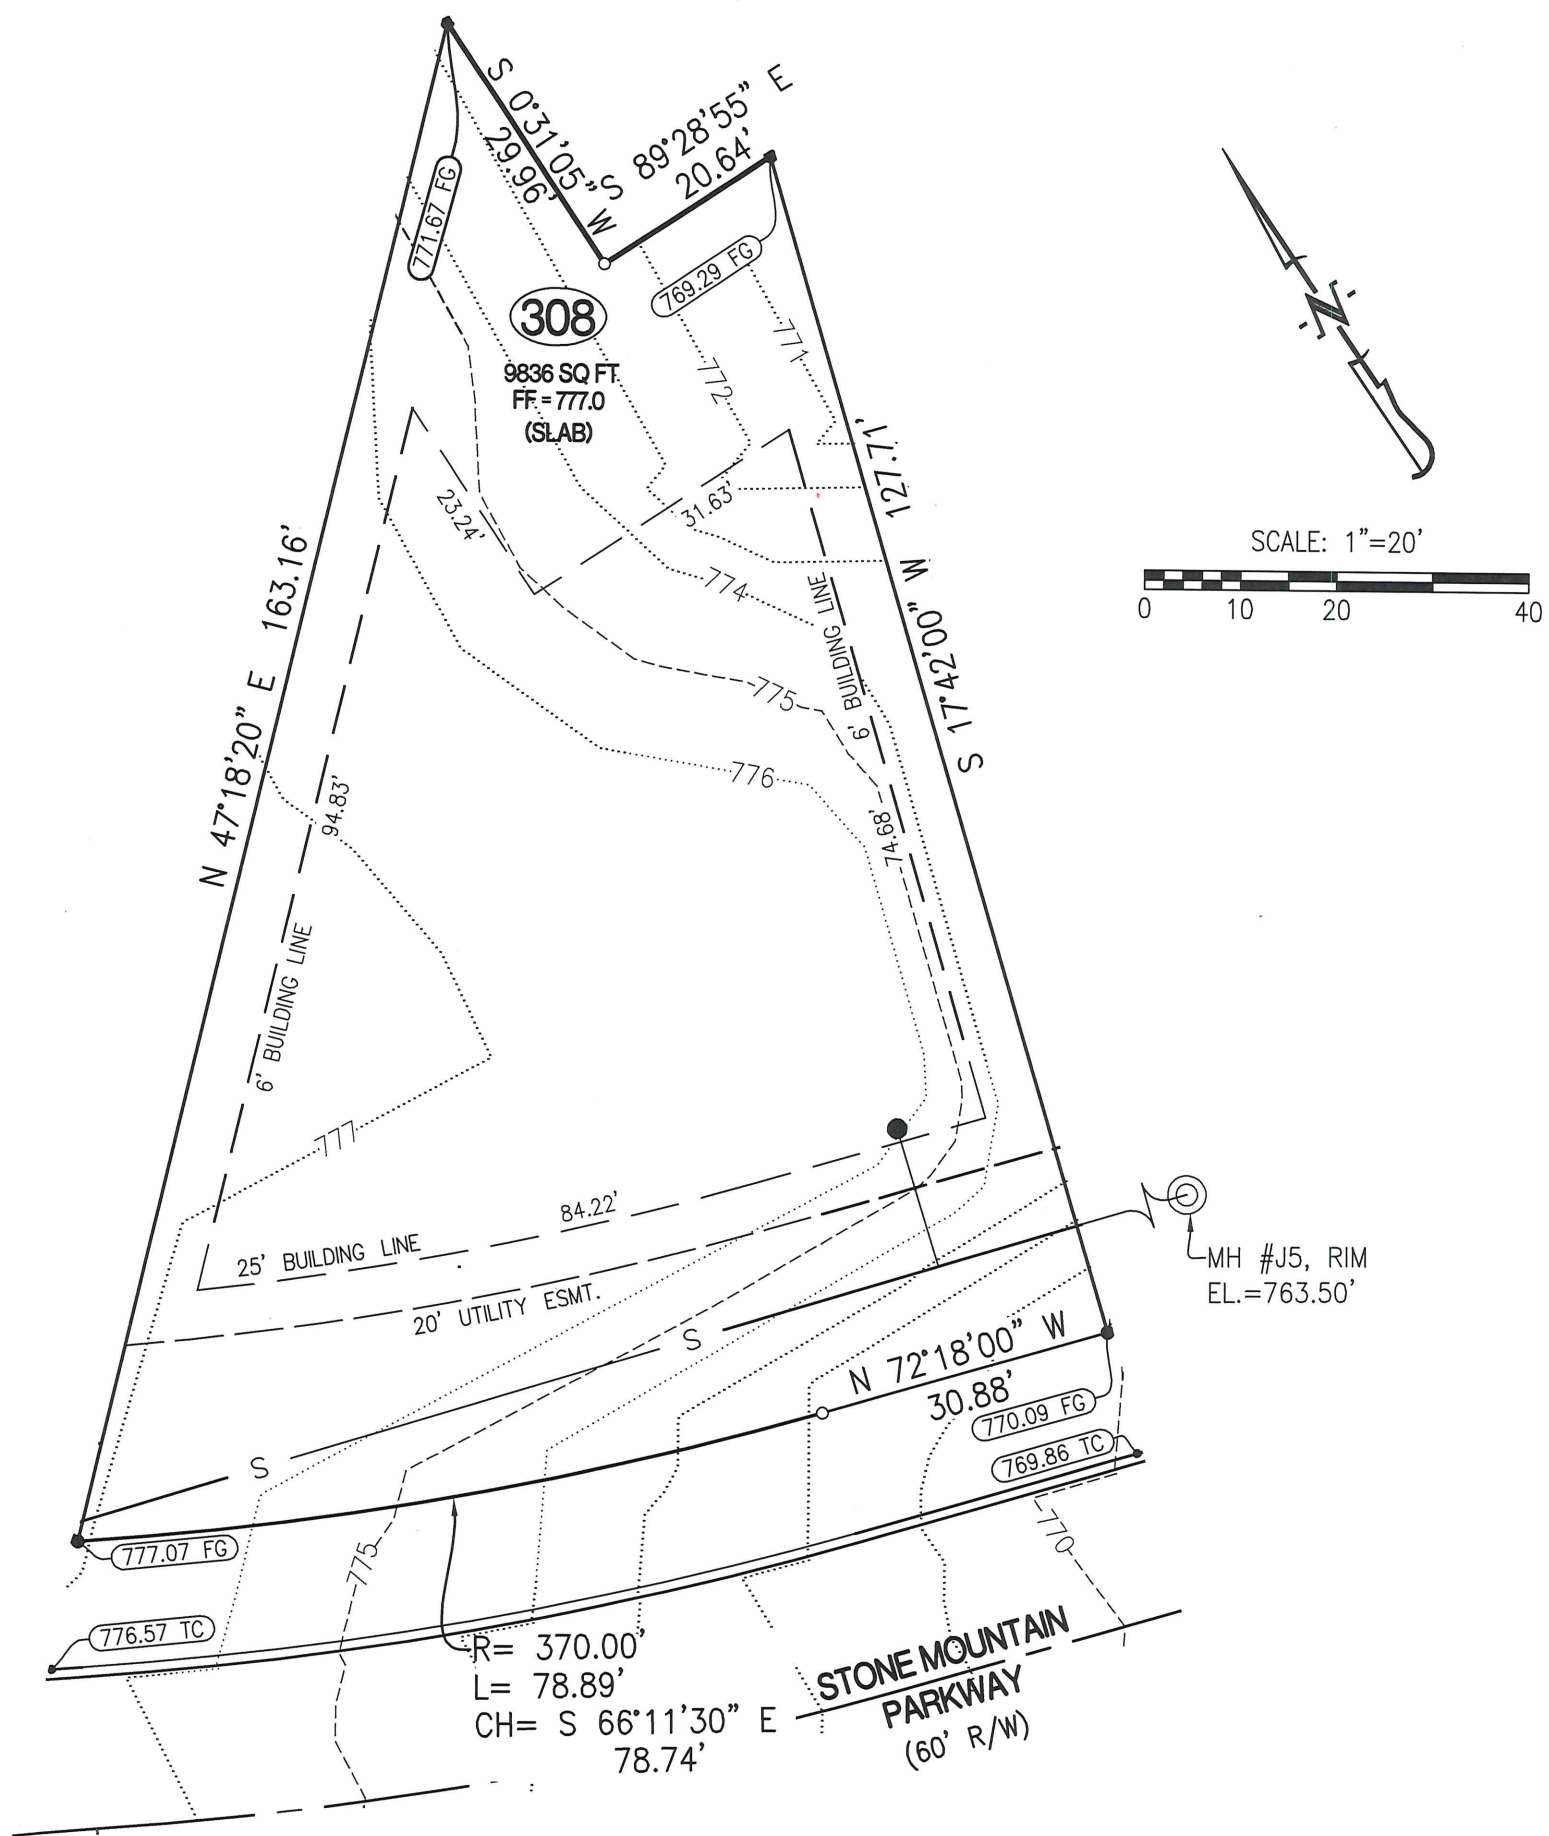 S 0°31'05" W
29.96'
S 89°28'55" E
20.64'
771.67 FG
769.29 FG
308
9836 SQ FT
FF = 777.0
(SLAB)
771
772
N
SCALE: 1"=20'
0 10 20 40
23.24'
31.63'
S 17°42'00" W 127.71'
N 47°18'20" E 163.16'
774
6' BUILDING LINE
775
776
74.68'
94.83'
6' BUILDING LINE
777
84.22'
25' BUILDING LINE
20' UTILITY ESMT.
MH #J5, RIM
EL.=763.50'
S
S
N 72°18'00" W
30.88'
770.09 FG
769.86 TC
777.07 FG
776.57 TC
775
770
R= 370.00'
L= 78.89'
CH= S 66°11'30" E
78.74'
STONE MOUNTAIN
PARKWAY
(60' R/W)